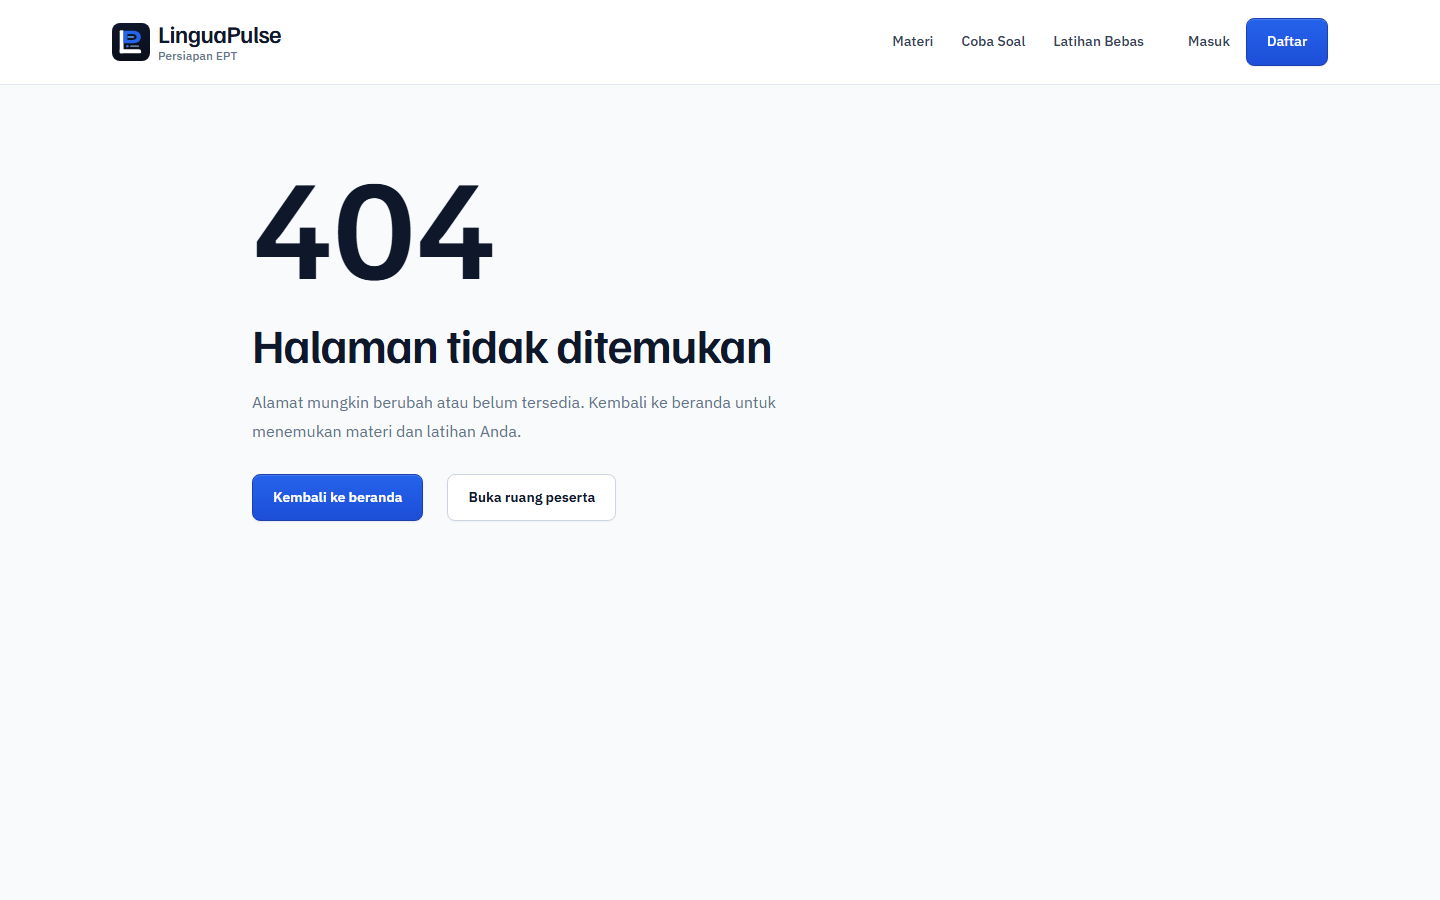 LinguaPulse
Persiapan EPT
Materi
Coba Soal
Latihan Bebas
Masuk
Daftar
404
Halaman tidak ditemukan
Alamat mungkin berubah atau belum tersedia. Kembali ke beranda untuk
menemukan materi dan latihan Anda.
Kembali ke beranda
Buka ruang peserta